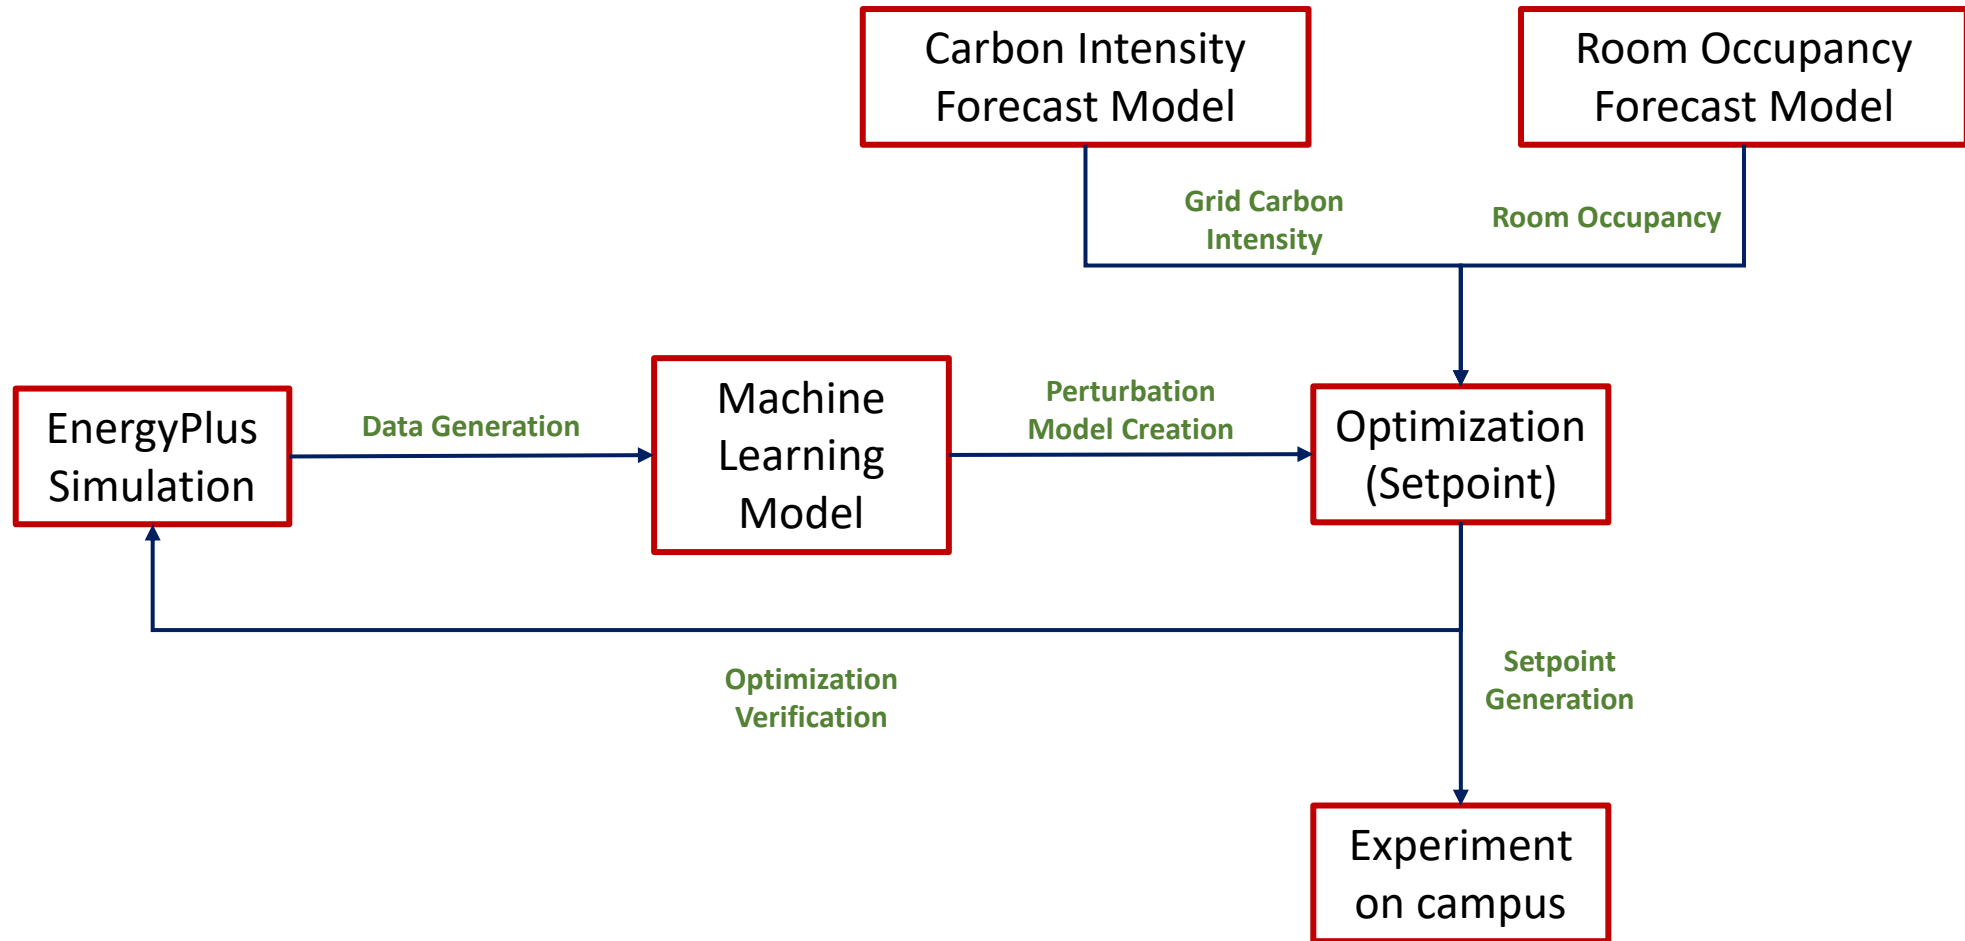 Carbon Intensity
Forecast Model
Room Occupancy
Forecast Model
Grid Carbon
Intensity
Room Occupancy
EnergyPlus
Simulation
Data Generation
Machine
Learning
Model
Perturbation
Model Creation
Optimization
(Setpoint)
Optimization
Verification
Setpoint
Generation
Experiment
on campus